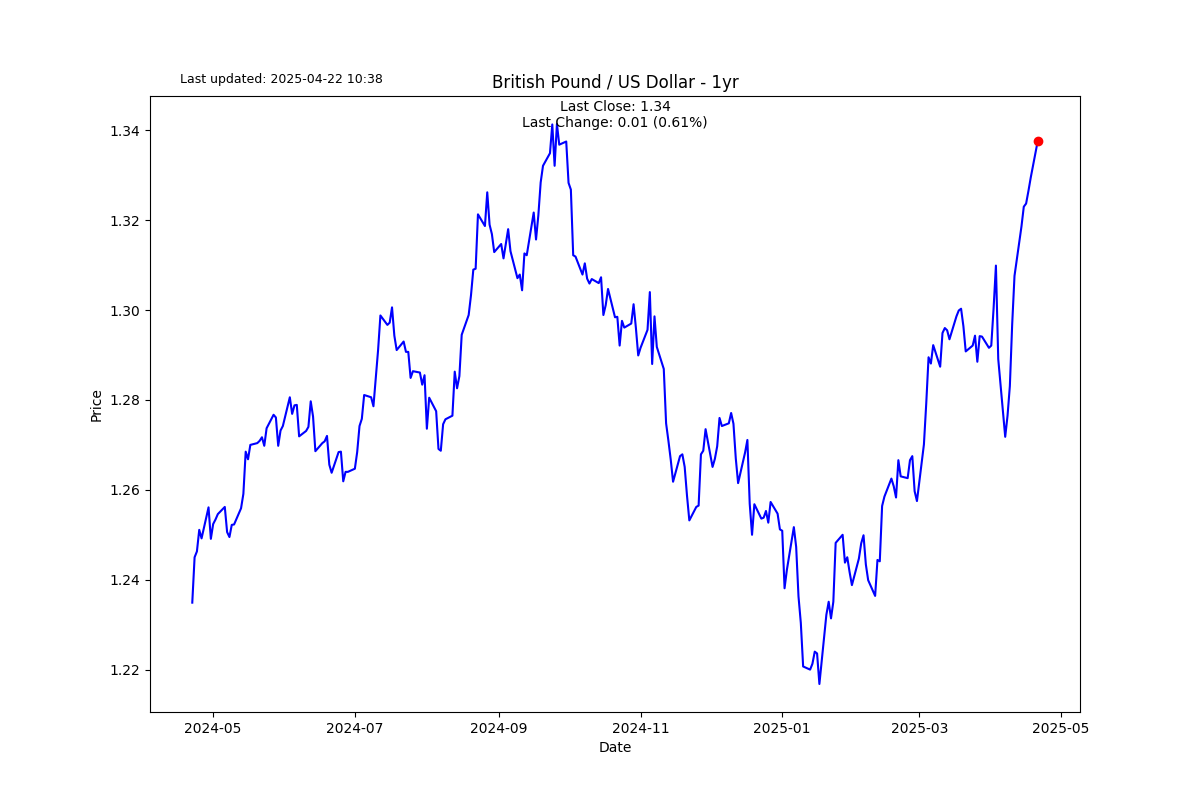 Last updated: 2025-04-22 10:38
British Pound / US Dollar - 1yr
Last Close: 1.34
Last Change: 0.01 (0.61%)
1.34
1.32
1.30
1.28
1.26
1.24
1.22
Price
2024-05 2024-07 2024-09 2024-11 2025-01 2025-03 2025-05
Date